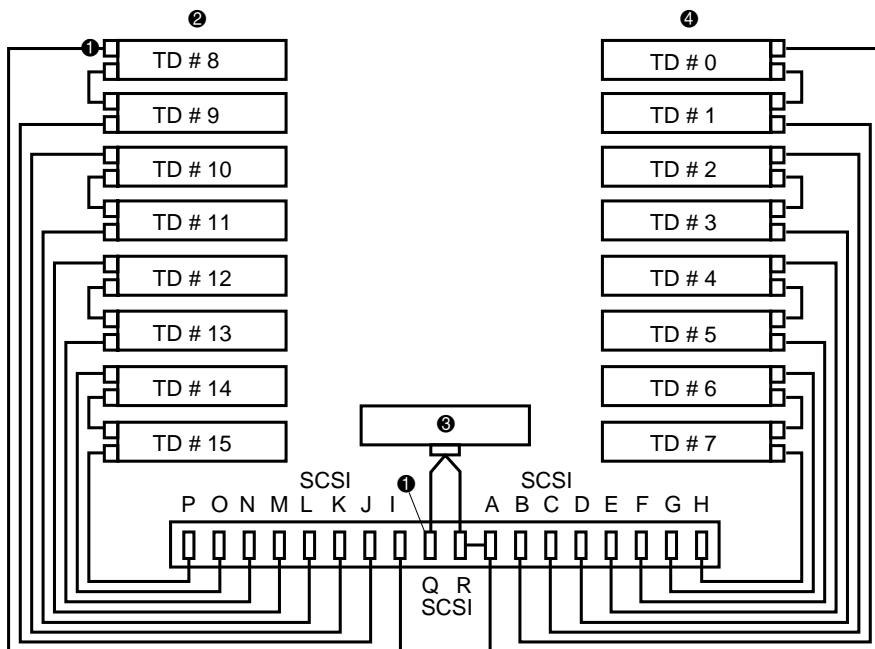 ❷ ❹
❶ TD # 8 TD # 0
TD # 9 TD # 1
TD # 10 TD # 2
TD # 11 TD # 3
TD # 12 TD # 4
TD # 13 TD # 5
TD # 14 TD # 6
❸
TD # 15 TD # 7
SCSI ❶ SCSI
P O N M L K J I A B C D E F G H
Q R
SCSI